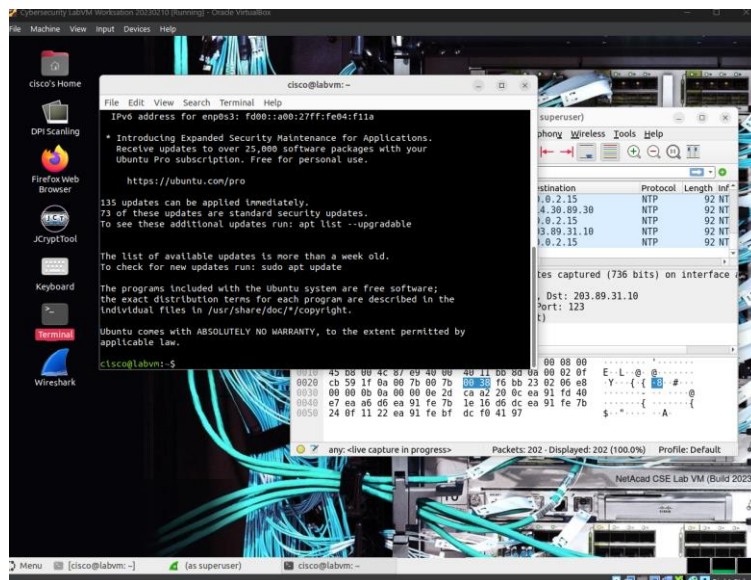 Cybersecurity LabVM Worksation 20230210 [Running] - Oracle VirtualBox
File Machine View Input Devices Help
cisco's Home
DPI Scanling
Firefox Web
Browser
JCryptTool
Keyboard
Terminal
Wireshark
cisco@labvm: ~
File Edit View Search Terminal Help
IPv6 address for enp0s3: fd00::a00:27ff:fe04:f11a
* Introducing Expanded Security Maintenance for Applications.
Receive updates to over 25,000 software packages with your
Ubuntu Pro subscription. Free for personal use.
https://ubuntu.com/pro
135 updates can be applied immediately.
73 of these updates are standard security updates.
To see these additional updates run: apt list --upgradable
The list of available updates is more than a week old.
To check for new updates run: sudo apt update
The programs included with the Ubuntu system are free software;
the exact distribution terms for each program are described in the
individual files in /usr/share/doc/*/copyright.
Ubuntu comes with ABSOLUTELY NO WARRANTY, to the extent permitted by
applicable law.
cisco@labvm:~$
superuser)
phony Wireless Tools Help
estination Protocol Length Inf
.0.2.15 NTP 92 NT
4.30.89.30 NTP 92 NT
.0.2.15 NTP 92 NT
03.89.31.10 NTP 92 NT
.0.2.15 NTP 92 NT
tes captured (736 bits) on interface a
, Dst: 203.89.31.10
Port: 123
t)
00 00 08 00
0010 45 b8 00 4c 87 e9 40 00 40 11 bb 8d 0a 00 02 0f E··L··@· @·······
0020 cb 59 1f 0a 00 7b 00 7b 00 38 f6 bb 23 02 06 e8 ·Y···{·{ ·8··#···
0030 00 00 0b 0a 00 00 0e 2d ca a2 20 0c ea 91 fd 40 ·······- ·· ····@
0040 e7 ea a6 d6 ea 91 fe 7b 1e 16 d6 dc ea 91 fe 7b ·······{ ·······{
0050 24 0f 11 22 ea 91 fe bf dc f0 41 97 $··"···· ··A·
any: <live capture in progress> Packets: 202 · Displayed: 202 (100.0%) Profile: Default
NetAcad CSE Lab VM (Build 2023
Menu [cisco@labvm: ~] (as superuser) cisco@labvm: ~